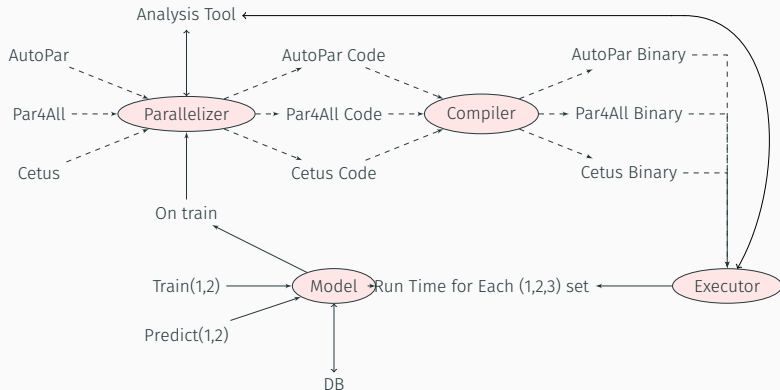 Analysis Tool
AutoPar
AutoPar Code
AutoPar Binary
Par4All
Parallelizer
Par4All Code
Compiler
Par4All Binary
Cetus
Cetus Code
Cetus Binary
On train
Train(1,2)
Model
Run Time for Each (1,2,3) set
Executor
Predict(1,2)
DB